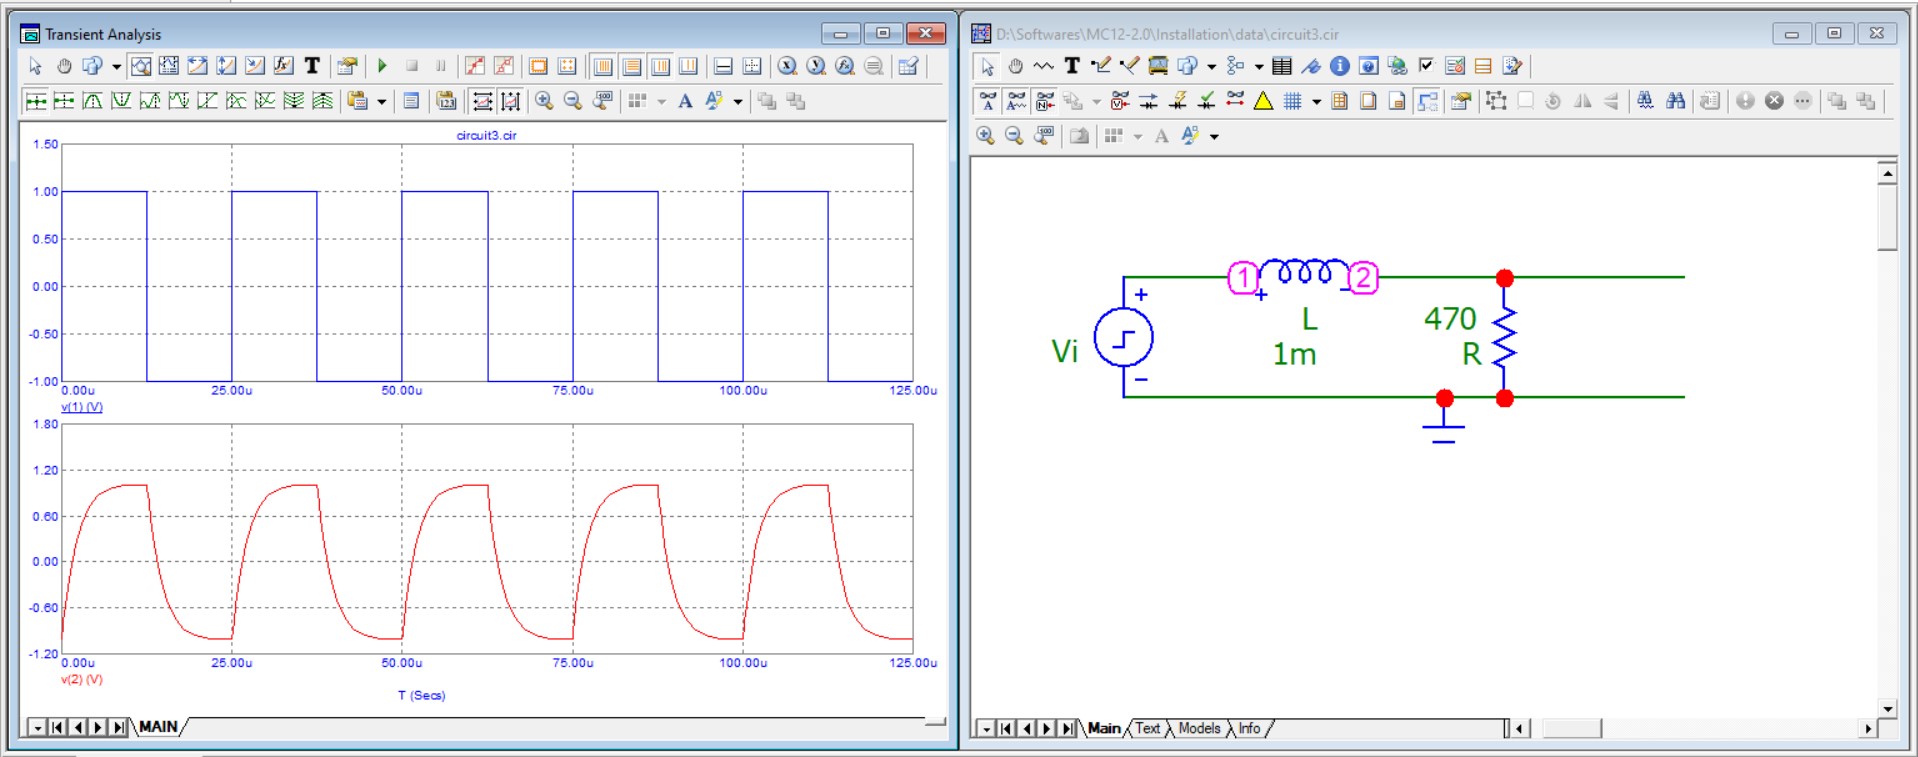 Transient Analysis
T
123
100
A
circuit3.cir
1.50
1.00
0.50
0.00
-0.50
-1.00
0.00u 25.00u 50.00u 75.00u 100.00u 125.00u
v(1) (V)
1.80
1.20
0.60
0.00
-0.60
-1.20
0.00u 25.00u 50.00u 75.00u 100.00u 125.00u
v(2) (V)
T (Secs)
MAIN
D:\Softwares\MC12-2.0\Installation\data\circuit3.cir
T
100
A
1 2
+ + -
L
1m
470
R
Vi
-
Main Text Models Info